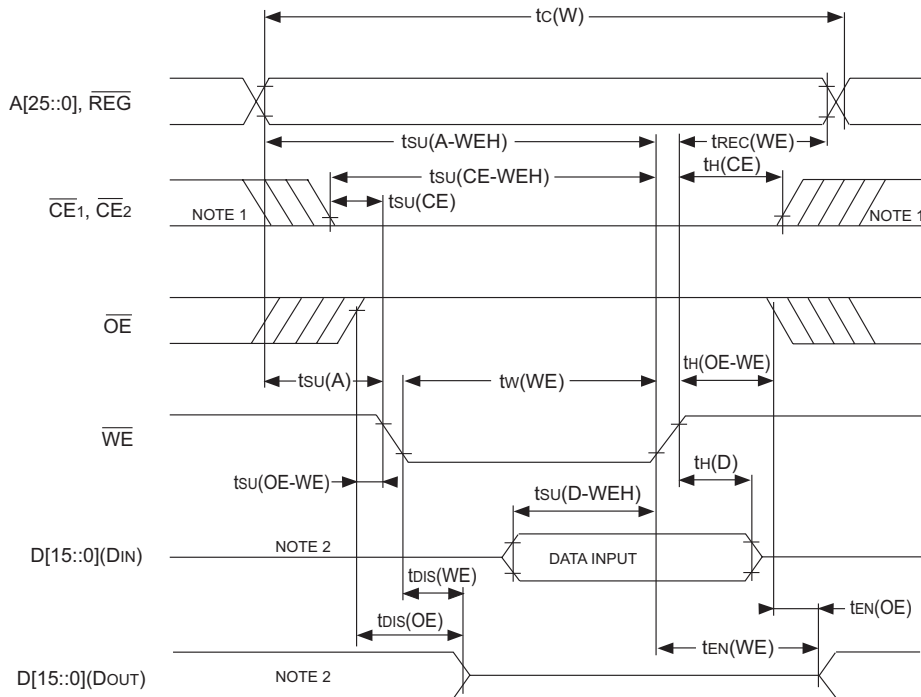 tC(W)
A[25::0], REG
tSU(A-WEH)
tREC(WE)
tSU(CE-WEH)
tH(CE)
tSU(CE)
CE1, CE2
NOTE 1
NOTE 1
OE
tSU(A)
tW(WE)
tH(OE-WE)
WE
tSU(OE-WE)
tH(D)
tSU(D-WEH)
D[15::0](DIN)
NOTE 2
DATA INPUT
tDIS(WE)
tDIS(OE)
tEN(OE)
tEN(WE)
D[15::0](DOUT)
NOTE 2